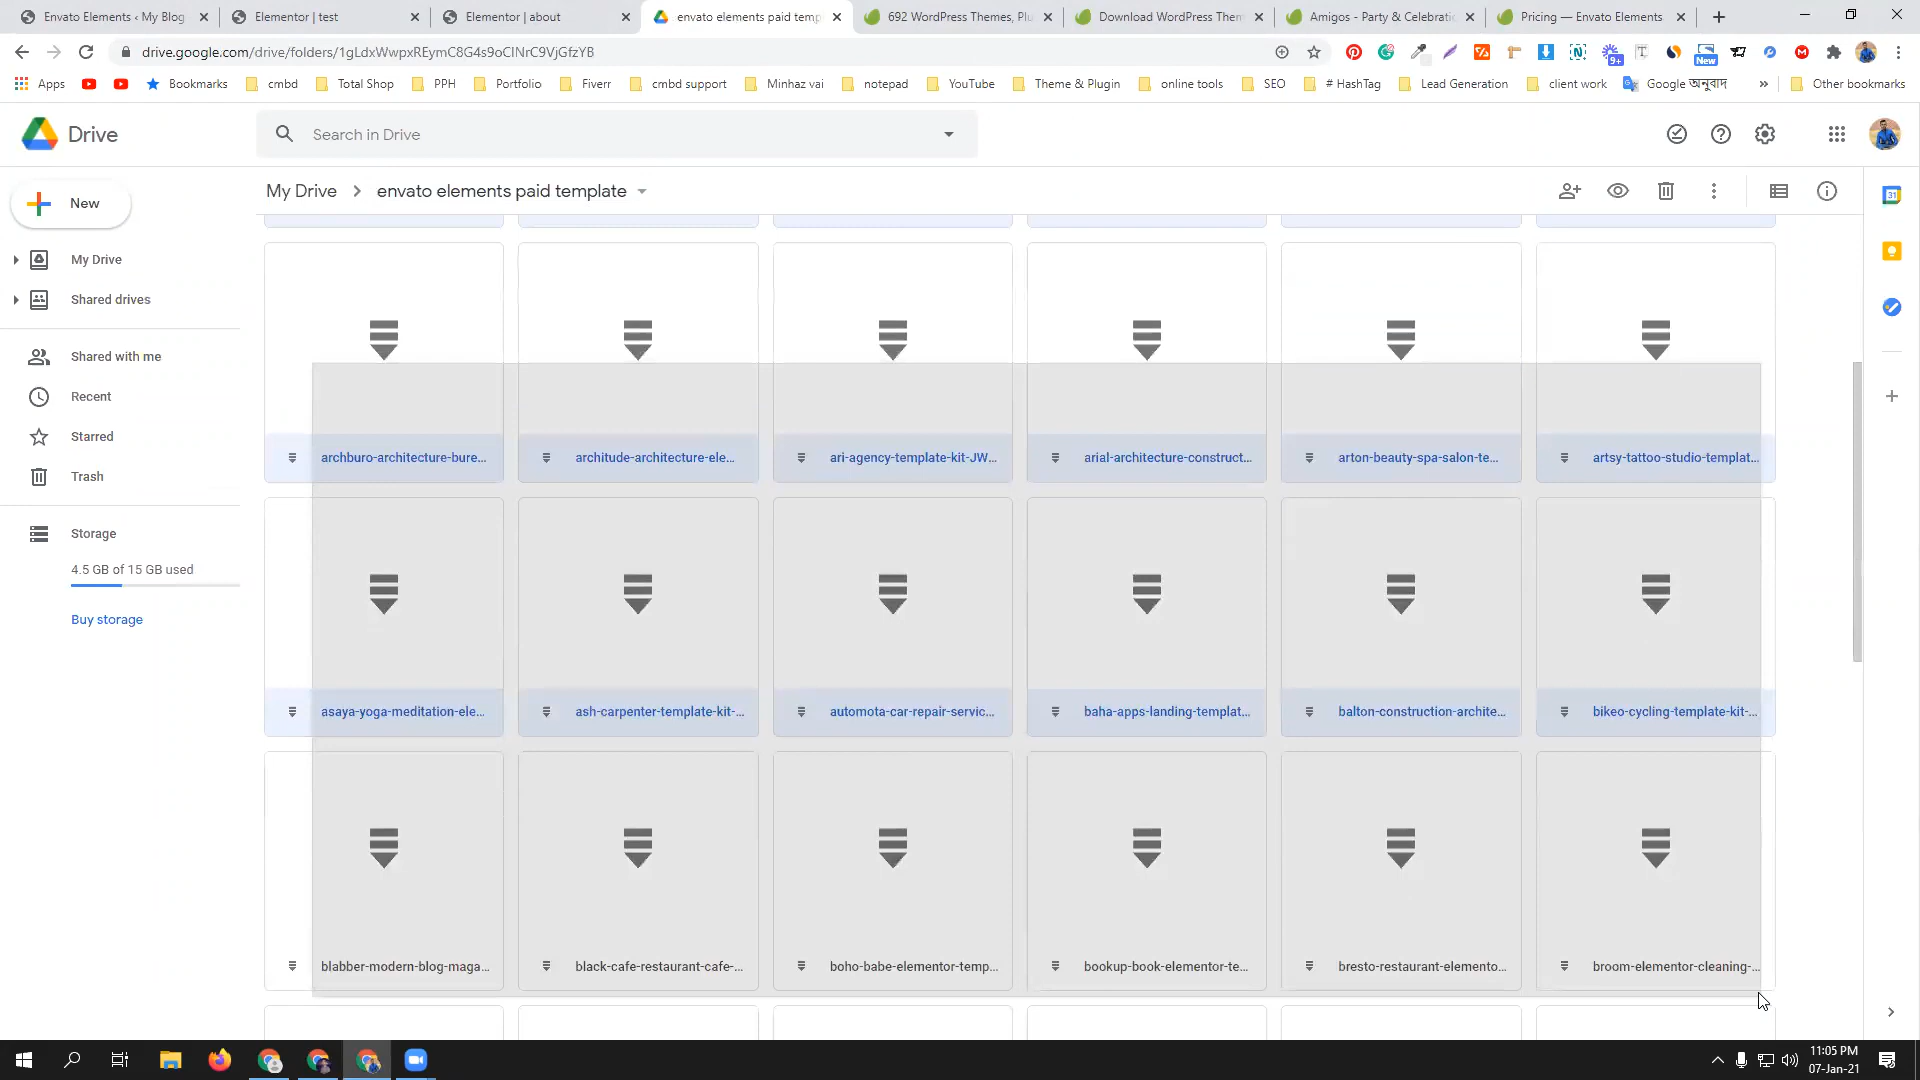 Envato Elements ‹ My Blog
Elementor | test
Elementor | about
envato elements paid temp
692 WordPress Themes, Plu
Download WordPress Them
Amigos - Party & Celebratic
Pricing — Envato Elements
drive.google.com/drive/folders/1gLdxWwpxREymC8G4s9oClNrC9VjGfzYB
9+
New
Apps
Bookmarks
cmbd
Total Shop
PPH
Portfolio
Fiverr
cmbd support
Minhaz vai
notepad
YouTube
Theme & Plugin
online tools
SEO
# HashTag
Lead Generation
client work
Google অনুবাদ
»
Other bookmarks
Drive
Search in Drive
New
My Drive
envato elements paid template
31
My Drive
Shared drives
Shared with me
Recent
Starred
Trash
Storage
4.5 GB of 15 GB used
Buy storage
archburo-architecture-bure...
architude-architecture-ele...
ari-agency-template-kit-JW...
arial-architecture-construct...
arton-beauty-spa-salon-te...
artsy-tattoo-studio-templat...
asaya-yoga-meditation-ele...
ash-carpenter-template-kit-...
automota-car-repair-servic...
baha-apps-landing-templat...
balton-construction-archite...
bikeo-cycling-template-kit-...
blabber-modern-blog-maga...
black-cafe-restaurant-cafe-...
boho-babe-elementor-temp...
bookup-book-elementor-te...
bresto-restaurant-elemento...
broom-elementor-cleaning-...
11:05 PM
07-Jan-21